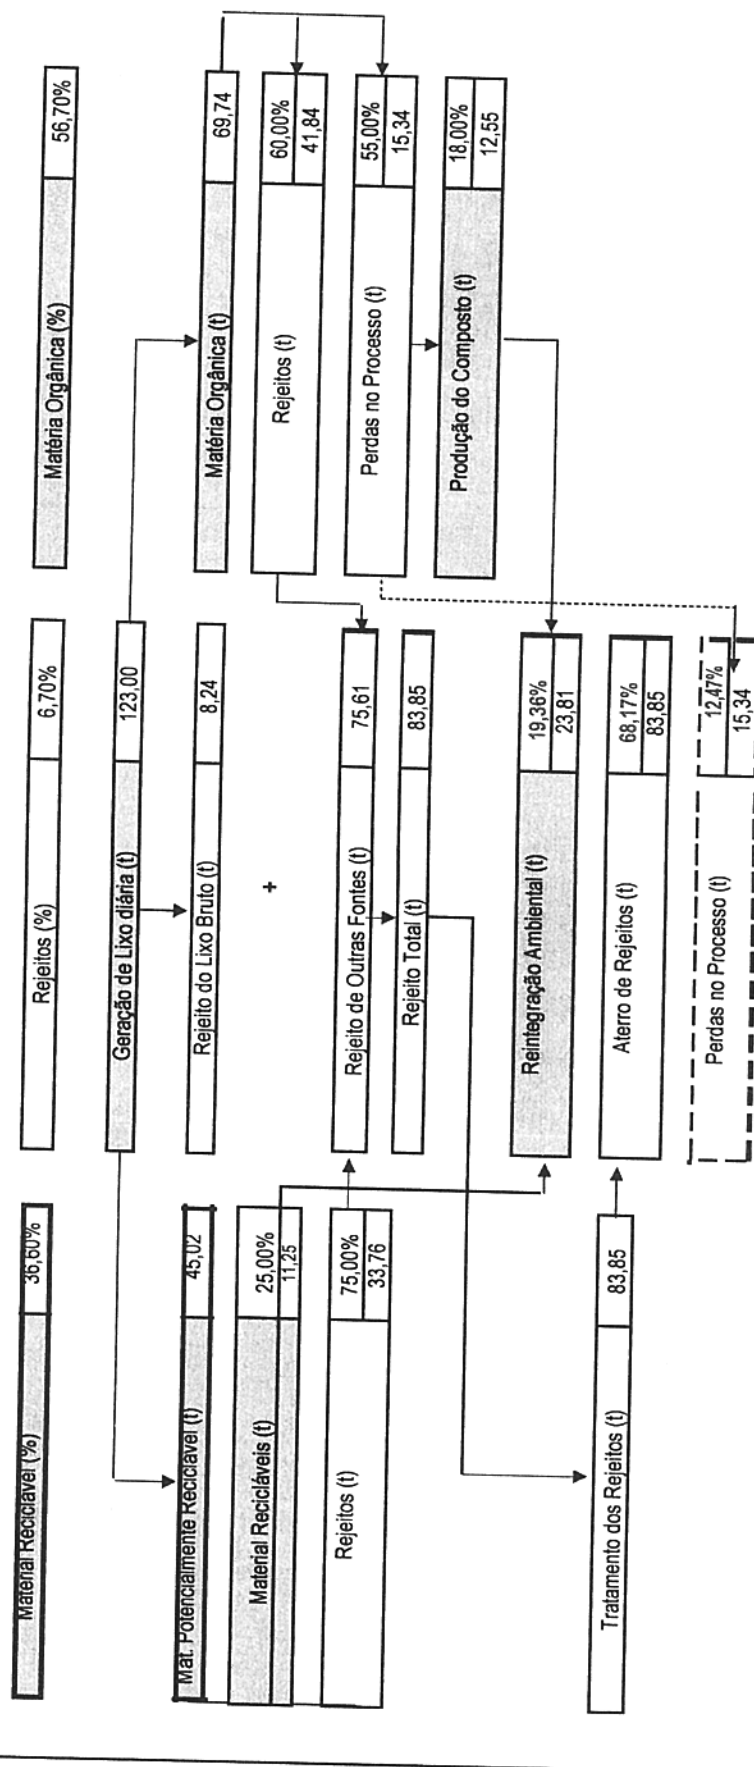 Material Reciclável (%) 36,60%
Rejeitos (%) 6,70%
Matéria Orgânica (%) 56,70%
Geração de Lixo diária (t) 123,00
Mat. Potencialmente Reciclável (t) 45,02
Rejeito do Lixo Bruto (t) 8,24
Matéria Orgânica (t) 69,74
Material Recicláveis (t) 25,00%
11,25
+
Rejeitos (t) 60,00%
41,84
Rejeitos (t) 75,00%
33,76
Rejeito de Outras Fontes (t) 75,61
Perdas no Processo (t) 55,00%
15,34
Rejeito Total (t) 83,85
Produção do Composto (t) 18,00%
12,55
Reintegração Ambiental (t) 19,36%
23,81
Tratamento dos Rejeitos (t) 83,85
Aterro de Rejeitos (t) 68,17%
83,85
Perdas no Processo (t) 12,47%
15,34